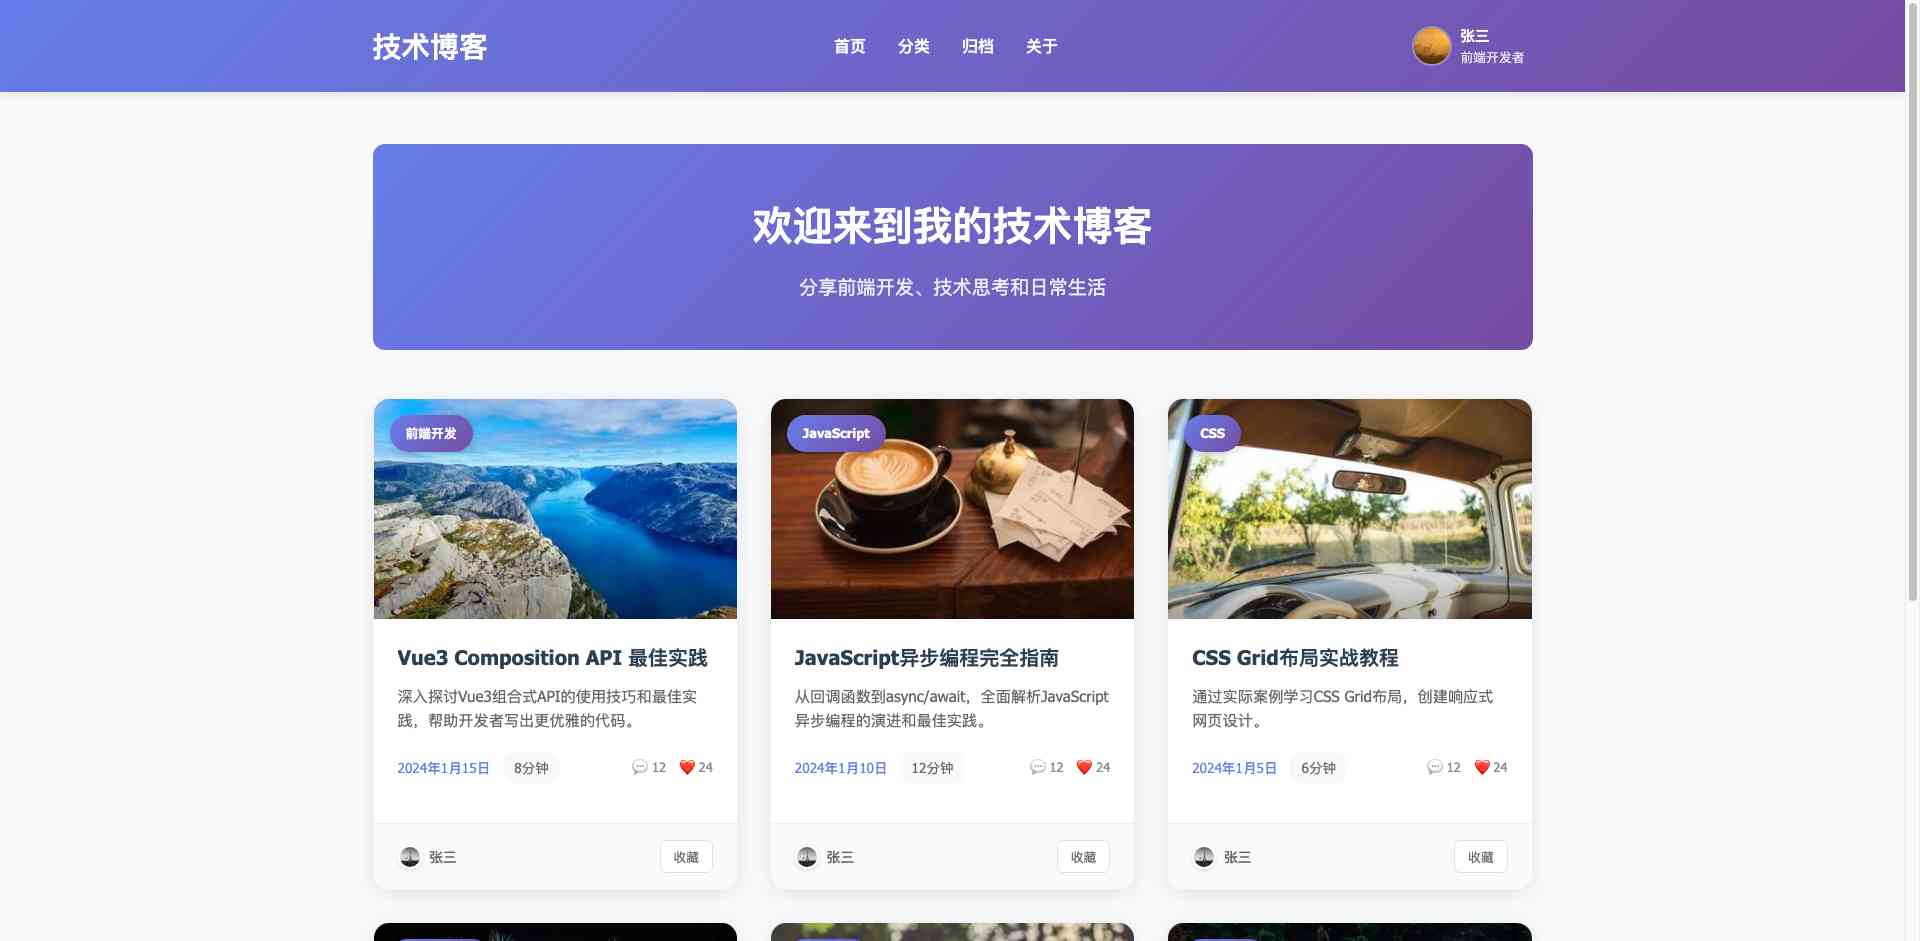 技术博客
首页
分类
归档
关于
张三
前端开发者
欢迎来到我的技术博客
分享前端开发、技术思考和日常生活
前端开发
Vue3 Composition API 最佳实践
深入探讨Vue3组合式API的使用技巧和最佳实
践，帮助开发者写出更优雅的代码。
2024年1月15日
8分钟
12
24
张三
收藏
JavaScript
JavaScript异步编程完全指南
从回调函数到async/await，全面解析JavaScript
异步编程的演进和最佳实践。
2024年1月10日
12分钟
12
24
张三
收藏
CSS
CSS Grid布局实战教程
通过实际案例学习CSS Grid布局，创建响应式
网页设计。
2024年1月5日
6分钟
12
24
张三
收藏